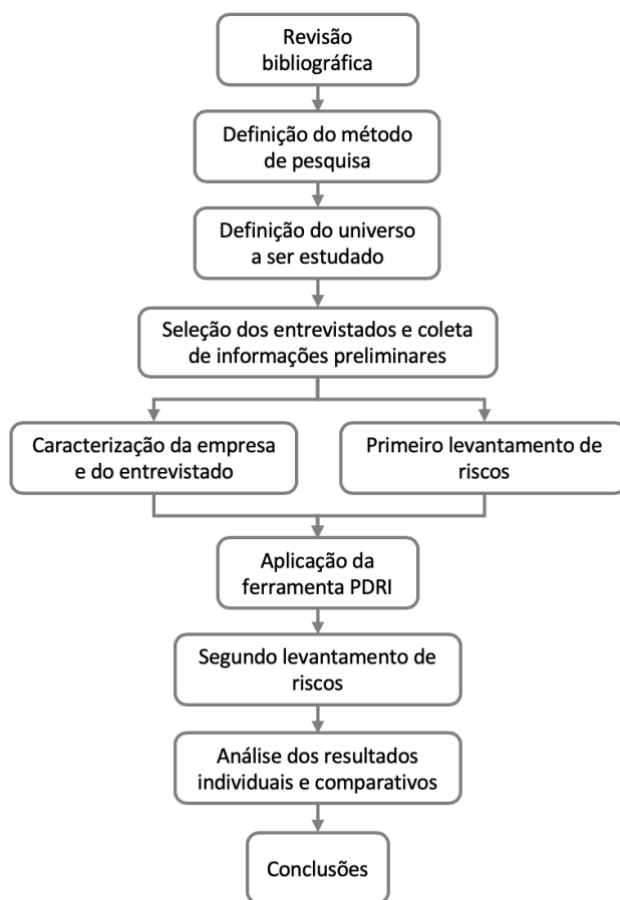 Revisão
bibliográfica
Definição do método
de pesquisa
Definição do universo
a ser estudado
Seleção dos entrevistados e coleta
de informações preliminares
Caracterização da empresa
e do entrevistado
Primeiro levantamento de
riscos
Aplicação da
ferramenta PDRI
Segundo levantamento de
riscos
Análise dos resultados
individuais e comparativos
Conclusões